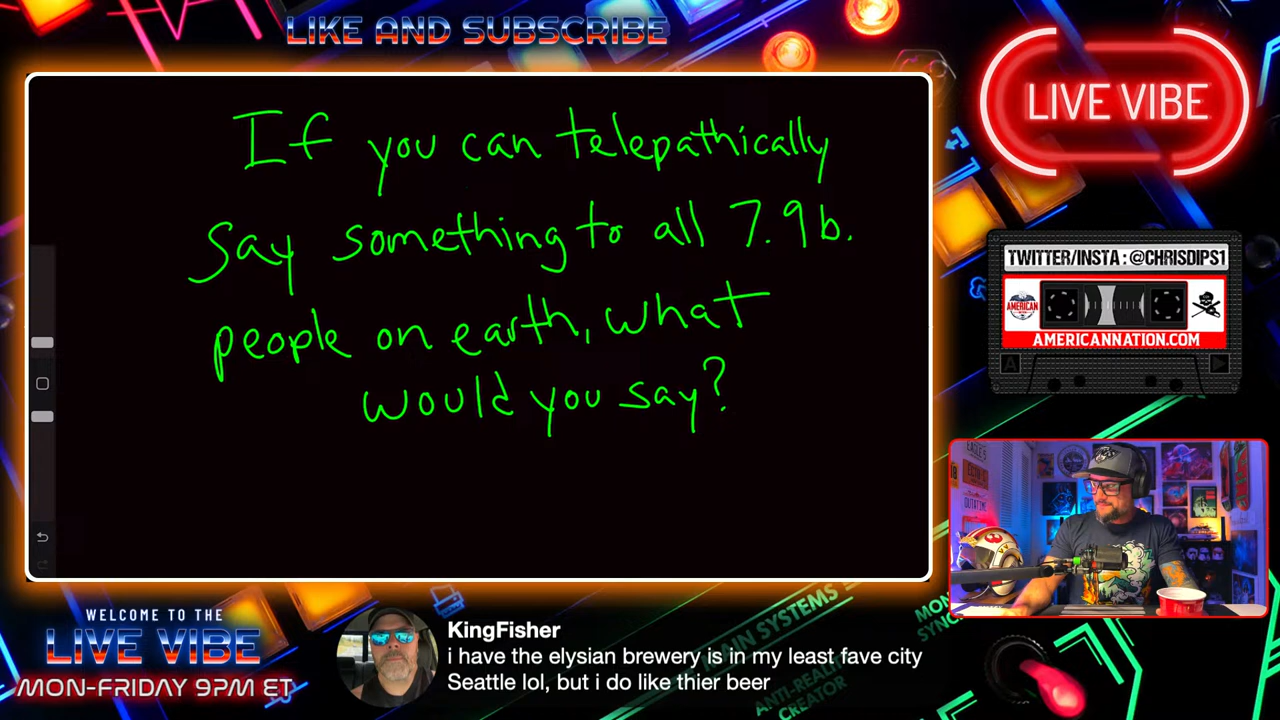 LIKE AND SUBSCRIBE
LIVE VIBE
If you can telepathically
say something to all 7.9 b.
people on earth, what
would you say?
TWITTER/INSTA : @CHRISDIPS1
AMERICAN
AMERICANNATION.COM
A
WELCOME TO THE
LIVE VIBE
MON-FRIDAY 9PM ET
KingFisher
i have the elysian brewery is in my least fave city
Seattle lol, but i do like thier beer